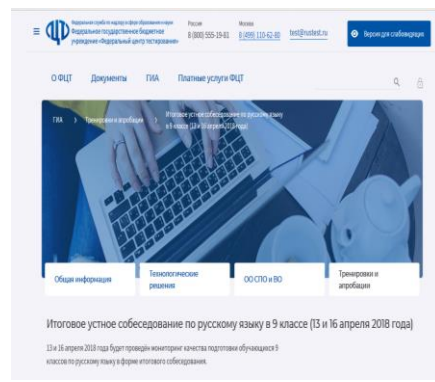 Федеральная служба по надзору в сфере образования и науки
Федеральное государственное бюджетное
учреждение «Федеральный центр тестирования»
Россия
8 (800) 555-19-81
Москва
8 (499) 110-62-80
test@rustest.ru
Версия для слабовидящих
О ФЦТ
Документы
ГИА
Платные услуги ФЦТ
ГИА > Тренировки и апробации > Итоговое устное собеседование по русскому языку
в 9 классе (13 и 16 апреля 2018 года)
Общая информация
Технологические
решения
ОО СПО и ВО
Тренировки и
апробации
Итоговое устное собеседование по русскому языку в 9 классе (13 и 16 апреля 2018 года)
13 и 16 апреля 2018 года будет проведён мониторинг качества подготовки обучающихся 9
классов по русскому языку в форме итогового собеседования.